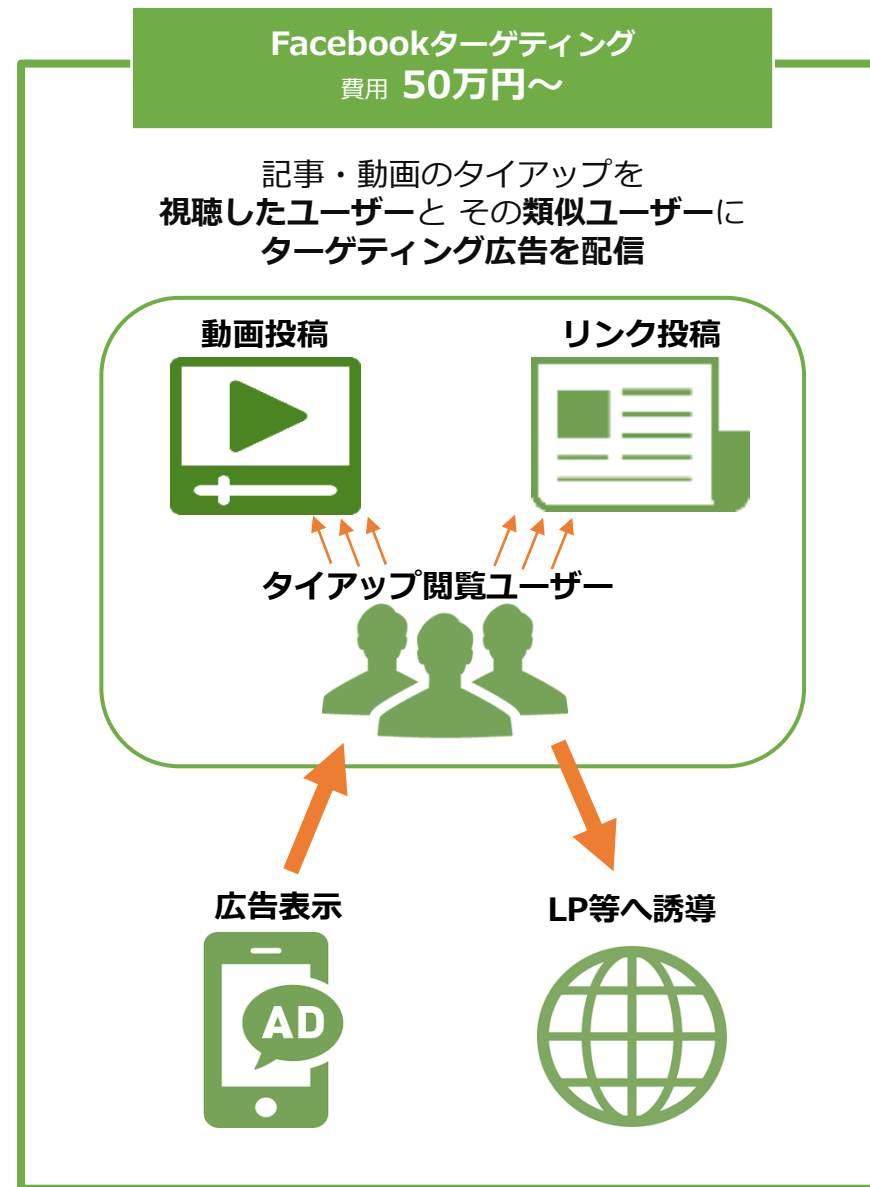 Facebookターゲティング
費用 50万円～
記事・動画のタイアップを
視聴したユーザーと その類似ユーザーに
ターゲティング広告を配信
動画投稿
リンク投稿
タイアップ閲覧ユーザー
広告表示
LP等へ誘導
AD